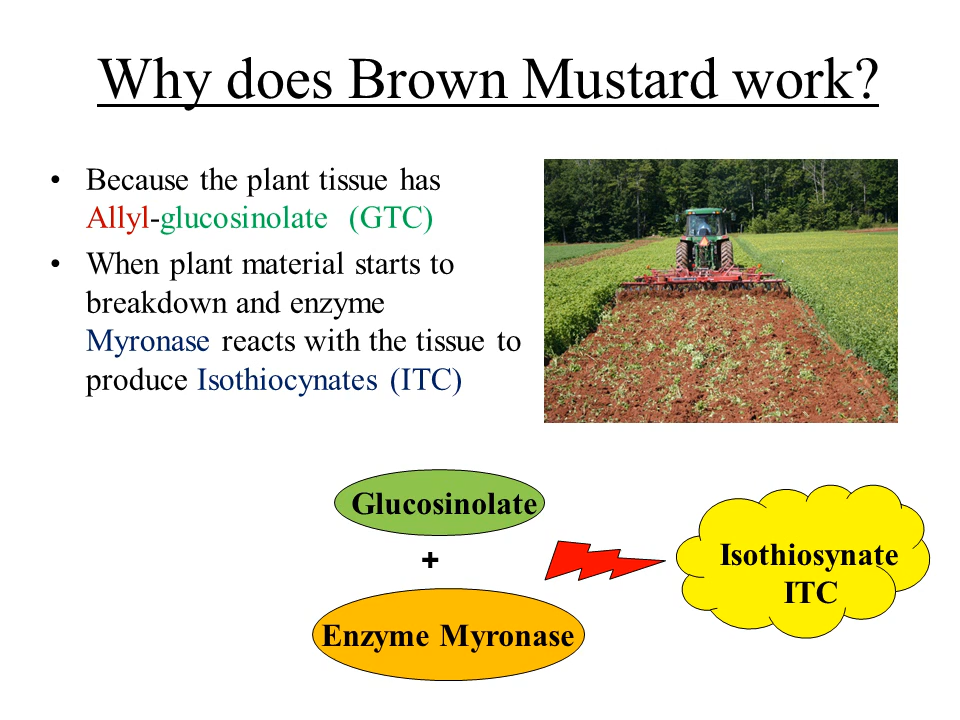 Why does Brown Mustard work?
• Because the plant tissue has
Allyl-glucosinolate (GTC)
• When plant material starts to
breakdown and enzyme
Myronase reacts with the tissue to
produce Isothiocynates (ITC)
Glucosinolate
+
Enzyme Myronase
Isothiosynate
ITC